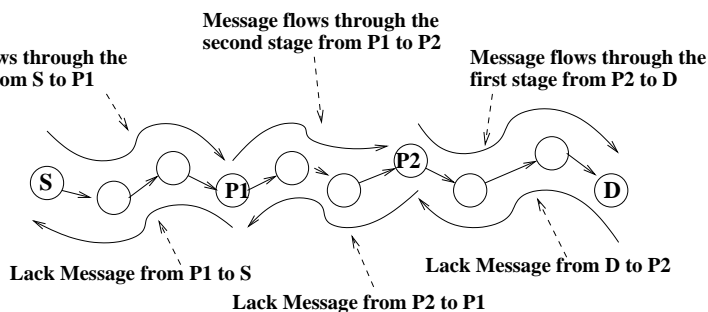 Message flows through the
second stage from P1 to P2
ws through the
om S to P1
Message flows through the
first stage from P2 to D
S
P1
P2
D
Lack Message from P1 to S
Lack Message from D to P2
Lack Message from P2 to P1